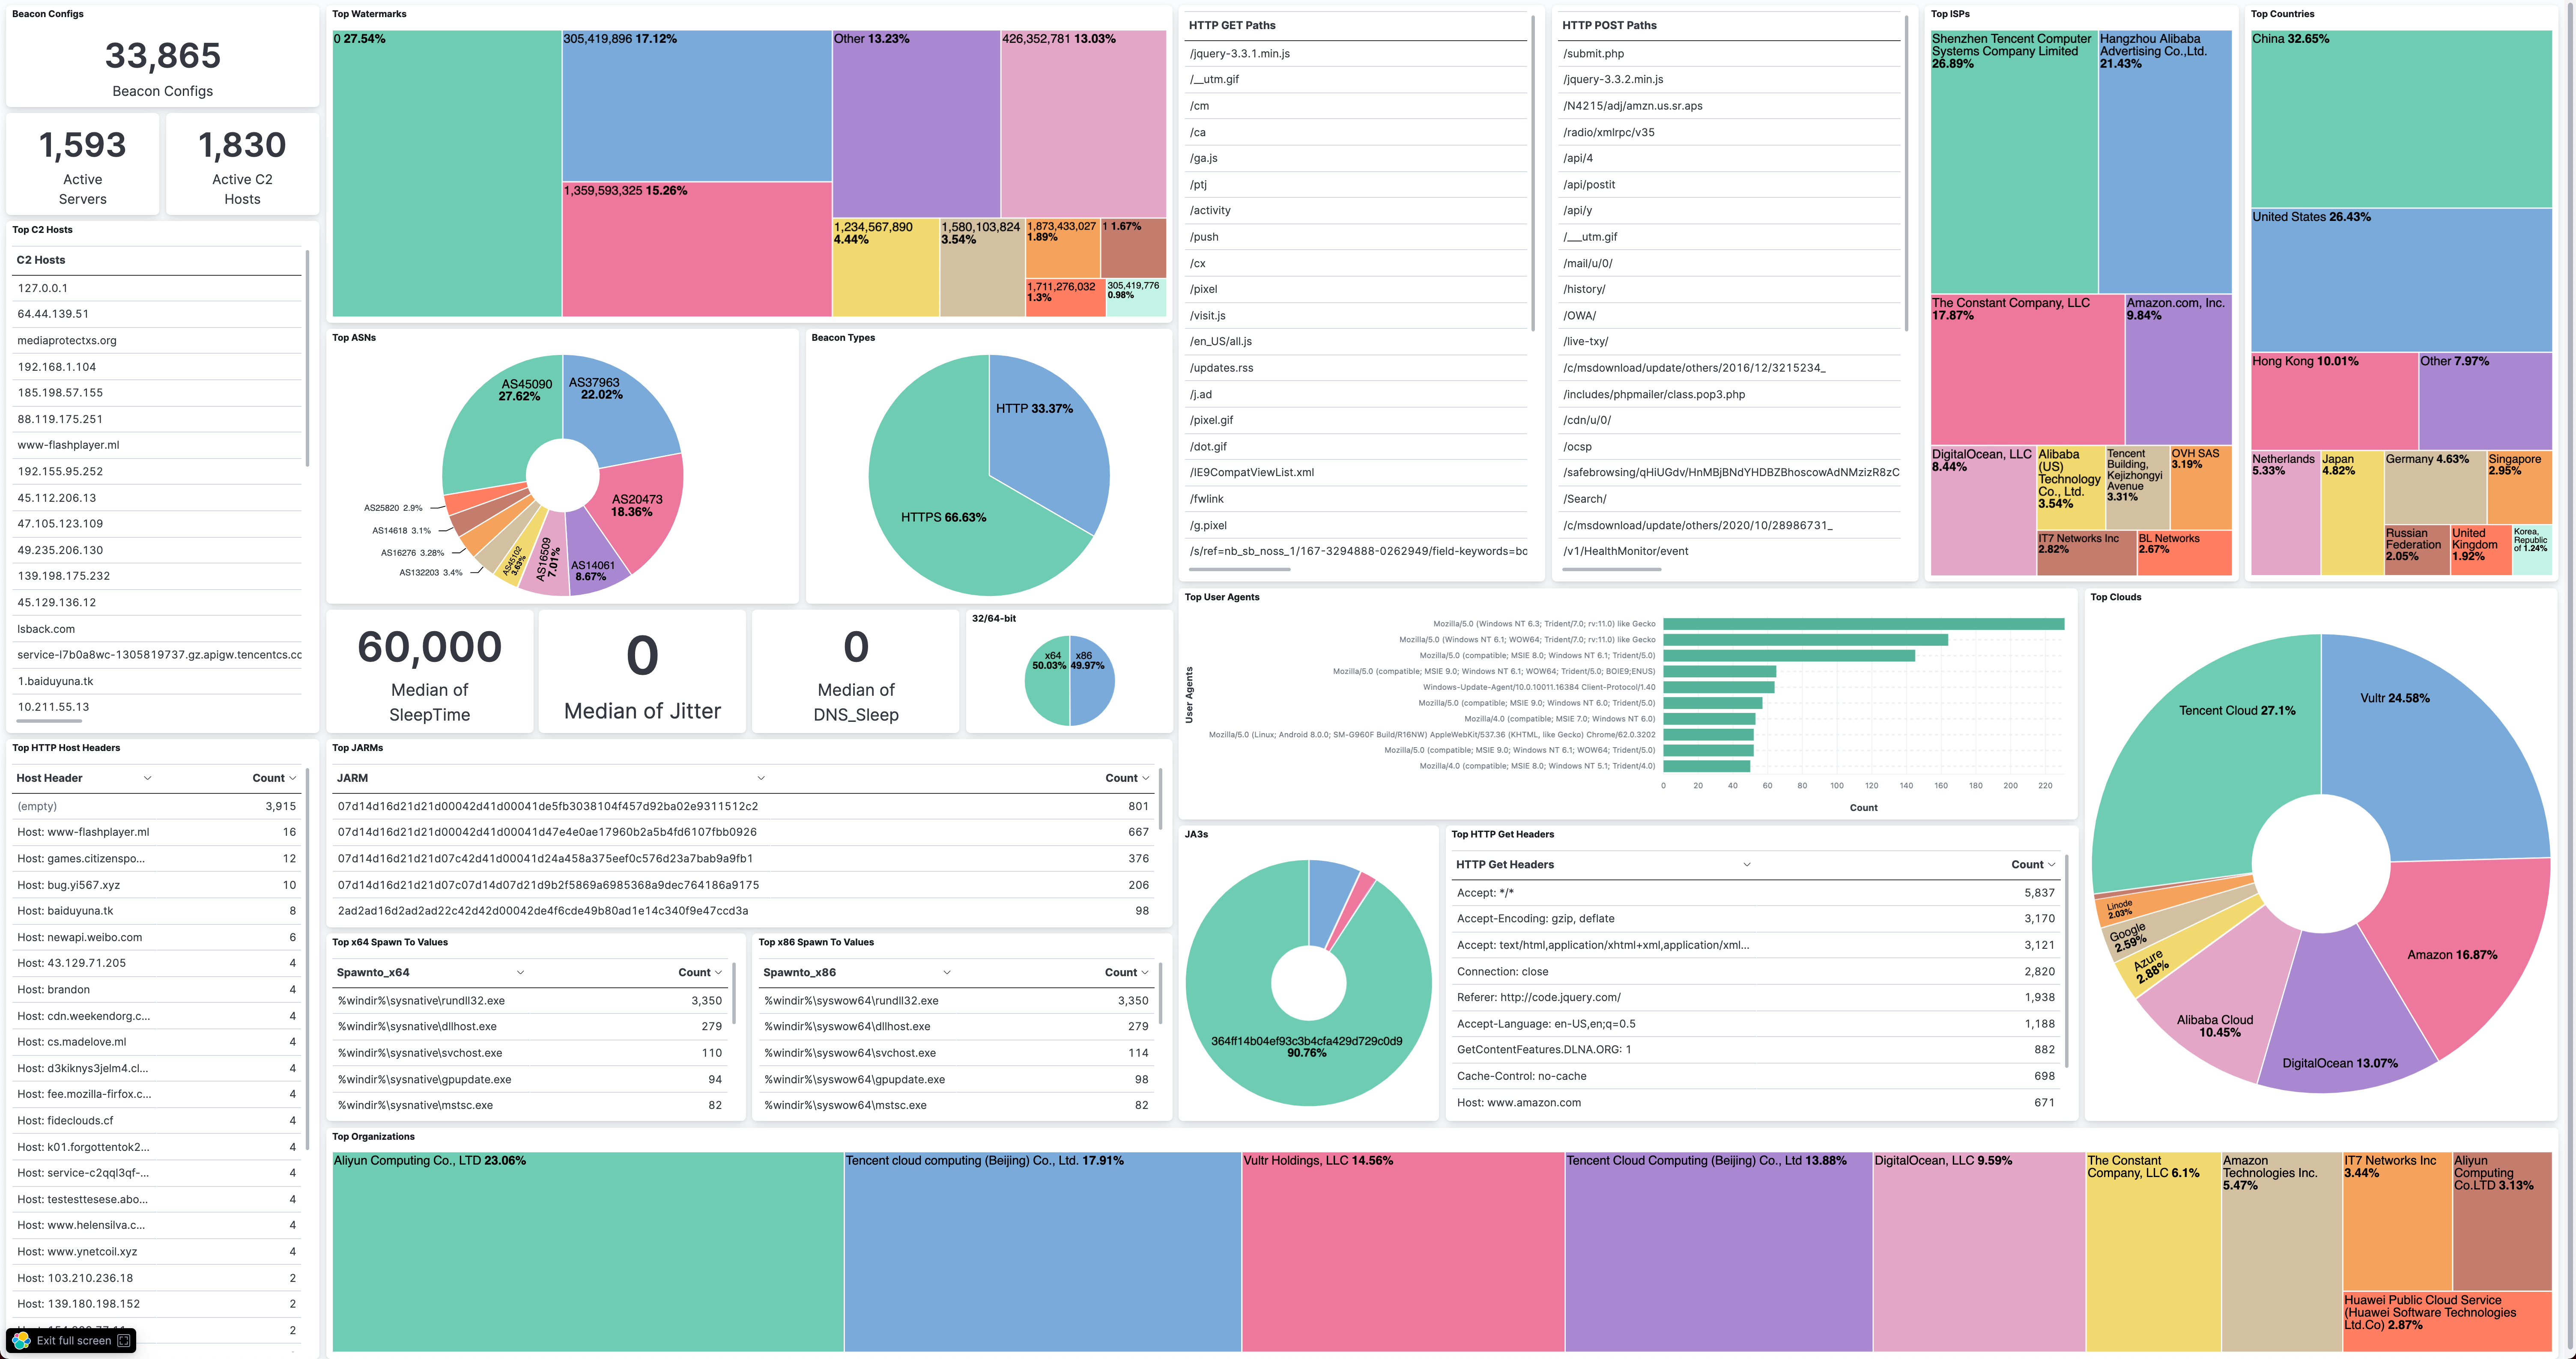 Beacon Configs
33,865
Beacon Configs
1,593
Active
Servers
1,830
Active C2
Hosts
Top C2 Hosts
C2 Hosts
127.0.0.1
64.44.139.51
mediaprotectxs.org
192.168.1.104
185.198.57.155
88.119.175.251
www-flashplayer.ml
192.155.95.252
45.112.206.13
47.105.123.109
49.235.206.130
139.198.175.232
45.129.136.12
lsback.com
service-l7b0a8wc-1305819737.gz.apigw.tencentcs.cc
1.baiduyuna.tk
10.211.55.13
Top HTTP Host Headers
Host Header Count
(empty) 3,915
Host: www-flashplayer.ml 16
Host: games.citizenspo... 12
Host: bug.yi567.xyz 10
Host: baiduyuna.tk 8
Host: newapi.weibo.com 6
Host: 43.129.71.205 4
Host: brandon 4
Host: cdn.weekendorg.c... 4
Host: cs.madelove.ml 4
Host: d3kiknys3jelm4.cl... 4
Host: fee.mozilla-firfox.c... 4
Host: fideclouds.cf 4
Host: k01.forgottentok2... 4
Host: service-c2qql3qf-... 4
Host: testesttesese.abo... 4
Host: www.helensilva.c... 4
Host: www.ynetcoil.xyz 4
Host: 103.210.236.18 2
Host: 139.180.198.152 2
2
Exit full screen
Top Watermarks
0 27.54%
305,419,896 17.12%
1,359,593,325 15.26%
Other 13.23%
426,352,781 13.03%
1,234,567,890
4.44%
1,580,103,824
3.54%
1,873,433,027
1.89%
1 1.67%
1,711,276,032
1.3%
305,419,776
0.98%
Top ASNs
AS45090
27.62%
AS37963
22.02%
AS20473
18.36%
AS14061
8.67%
AS16509
7.01%
AS45102
3.63%
AS132203 3.4%
AS16276 3.28%
AS14618 3.1%
AS25820 2.9%
Beacon Types
HTTP 33.37%
HTTPS 66.63%
60,000
Median of
SleepTime
0
Median of Jitter
0
Median of
DNS_Sleep
32/64-bit
x64
50.03%
x86
49.97%
Top JARMs
JARM Count
07d14d16d21d21d00042d41d00041de5fb3038104f457d92ba02e9311512c2 801
07d14d16d21d21d00042d41d00041d47e4e0ae17960b2a5b4fd6107fbb0926 667
07d14d16d21d21d07c42d41d00041d24a458a375eef0c576d23a7bab9a9fb1 376
07d14d16d21d21d07c07d14d07d21d9b2f5869a6985368a9dec764186a9175 206
2ad2ad16d2ad2ad22c42d42d00042de4f6cde49b80ad1e14c340f9e47ccd3a 98
Top x64 Spawn To Values
Spawnto_x64 Count
%windir%\sysnative\rundll32.exe 3,350
%windir%\sysnative\dllhost.exe 279
%windir%\sysnative\svchost.exe 110
%windir%\sysnative\gpupdate.exe 94
%windir%\sysnative\mstsc.exe 82
Top x86 Spawn To Values
Spawnto_x86 Count
%windir%\syswow64\rundll32.exe 3,350
%windir%\syswow64\dllhost.exe 279
%windir%\syswow64\svchost.exe 114
%windir%\syswow64\gpupdate.exe 98
%windir%\syswow64\mstsc.exe 82
HTTP GET Paths
/jquery-3.3.1.min.js
/__utm.gif
/cm
/ca
/ga.js
/ptj
/activity
/push
/cx
/pixel
/visit.js
/en_US/all.js
/updates.rss
/j.ad
/pixel.gif
/dot.gif
/IE9CompatViewList.xml
/fwlink
/g.pixel
/s/ref=nb_sb_noss_1/167-3294888-0262949/field-keywords=bc
HTTP POST Paths
/submit.php
/jquery-3.3.2.min.js
/N4215/adj/amzn.us.sr.aps
/radio/xmlrpc/v35
/api/4
/api/postit
/api/y
/___utm.gif
/mail/u/0/
/history/
/OWA/
/live-txy/
/c/msdownload/update/others/2016/12/3215234_
/includes/phpmailer/class.pop3.php
/cdn/u/0/
/ocsp
/safebrowsing/qHiUGdv/HnMBjBNdYHDBZBhoscowAdNMzizR8zC
/Search/
/c/msdownload/update/others/2020/10/28986731_
/v1/HealthMonitor/event
Top ISPs
Shenzhen Tencent Computer
Systems Company Limited
26.89%
Hangzhou Alibaba
Advertising Co.,Ltd.
21.43%
The Constant Company, LLC
17.87%
Amazon.com, Inc.
9.84%
DigitalOcean, LLC
8.44%
Alibaba
(US)
Technology
Co., Ltd.
3.54%
Tencent
Building,
Kejizhongyi
Avenue
3.31%
OVH SAS
3.19%
IT7 Networks Inc
2.82%
BL Networks
2.67%
Top Countries
China 32.65%
United States 26.43%
Hong Kong 10.01%
Other 7.97%
Netherlands
5.33%
Japan
4.82%
Germany 4.63%
Singapore
2.95%
Russian
Federation
2.05%
United
Kingdom
1.92%
Korea,
Republic
of 1.24%
Top User Agents
User Agents
Mozilla/5.0 (Windows NT 6.3; Trident/7.0; rv:11.0) like Gecko
Mozilla/5.0 (Windows NT 6.1; WOW64; Trident/7.0; rv:11.0) like Gecko
Mozilla/5.0 (compatible; MSIE 8.0; Windows NT 6.1; Trident/5.0)
Mozilla/5.0 (compatible; MSIE 9.0; Windows NT 6.1; WOW64; Trident/5.0; BOIE9;ENUS)
Windows-Update-Agent/10.0.10011.16384 Client-Protocol/1.40
Mozilla/5.0 (compatible; MSIE 9.0; Windows NT 6.0; Trident/5.0)
Mozilla/4.0 (compatible; MSIE 7.0; Windows NT 6.0)
Mozilla/5.0 (Linux; Android 8.0.0; SM-G960F Build/R16NW) AppleWebKit/537.36 (KHTML, like Gecko) Chrome/62.0.3202
Mozilla/5.0 (compatible; MSIE 9.0; Windows NT 6.1; WOW64; Trident/5.0)
Mozilla/4.0 (compatible; MSIE 8.0; Windows NT 5.1; Trident/4.0)
0 20 40 60 80 100 120 140 160 180 200 220
Count
JA3s
364ff14b04ef93c3b4cfa429d729c0d9
90.76%
Top HTTP Get Headers
HTTP Get Headers Count
Accept: */* 5,837
Accept-Encoding: gzip, deflate 3,170
Accept: text/html,application/xhtml+xml,application/xml... 3,121
Connection: close 2,820
Referer: http://code.jquery.com/ 1,938
Accept-Language: en-US,en;q=0.5 1,188
GetContentFeatures.DLNA.ORG: 1 882
Cache-Control: no-cache 698
Host: www.amazon.com 671
Top Clouds
Tencent Cloud 27.1%
Vultr 24.58%
Amazon 16.87%
DigitalOcean 13.07%
Alibaba Cloud
10.45%
Azure
2.88%
Google
2.59%
Linode
2.03%
Top Organizations
Aliyun Computing Co., LTD 23.06%
Tencent cloud computing (Beijing) Co., Ltd. 17.91%
Vultr Holdings, LLC 14.56%
Tencent Cloud Computing (Beijing) Co., Ltd 13.88%
DigitalOcean, LLC 9.59%
The Constant
Company, LLC 6.1%
Amazon
Technologies Inc.
5.47%
IT7 Networks Inc
3.44%
Aliyun
Computing
Co.LTD 3.13%
Huawei Public Cloud Service
(Huawei Software Technologies
Ltd.Co) 2.87%